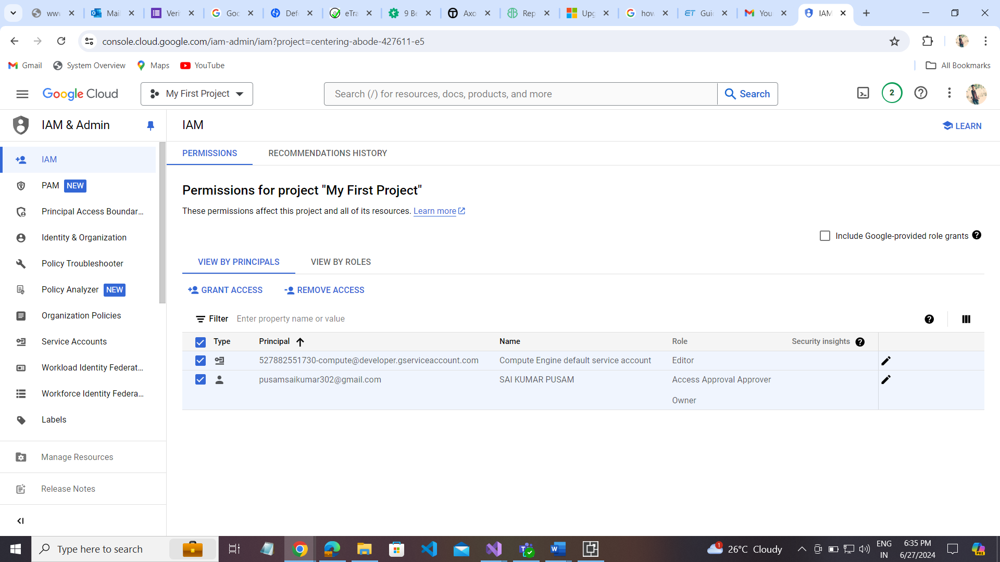 www
Mail
Verif
Goo
Def
eTra
9 Be
Axo
Rep
Upg
how
Guid
You
IAM
console.cloud.google.com/iam-admin/iam?project=centering-abode-427611-e5
Gmail System Overview Maps YouTube All Bookmarks
Google Cloud My First Project Search (/) for resources, docs, products, and more Search 2
IAM & Admin
IAM
PAM NEW
Principal Access Boundar...
Identity & Organization
Policy Troubleshooter
Policy Analyzer NEW
Organization Policies
Service Accounts
Workload Identity Federat...
Workforce Identity Federa...
Labels
Manage Resources
Release Notes
IAM LEARN
PERMISSIONS RECOMMENDATIONS HISTORY
Permissions for project "My First Project"
These permissions affect this project and all of its resources. Learn more
Include Google-provided role grants
VIEW BY PRINCIPALS VIEW BY ROLES
GRANT ACCESS REMOVE ACCESS
Filter Enter property name or value
Type Principal Name Role Security insights
527882551730-compute@developer.gserviceaccount.com Compute Engine default service account Editor
pusamsaikumar302@gmail.com SAI KUMAR PUSAM Access Approval Approver
Owner
Type here to search
1
26°C Cloudy
ENG
IN
6:35 PM
6/27/2024
PRE